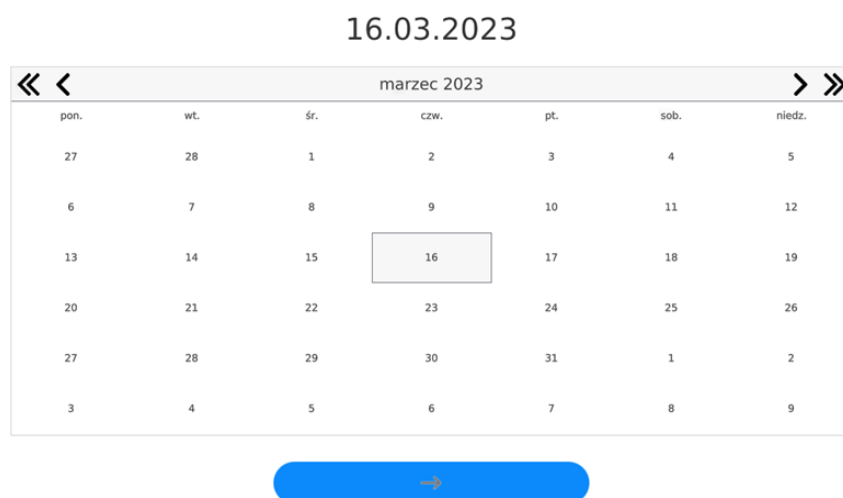 16.03.2023
marzec 2023
pon. wt. śr. czw. pt. sob. niedz.
27 28 1 2 3 4 5
6 7 8 9 10 11 12
13 14 15 16 17 18 19
20 21 22 23 24 25 26
27 28 29 30 31 1 2
3 4 5 6 7 8 9